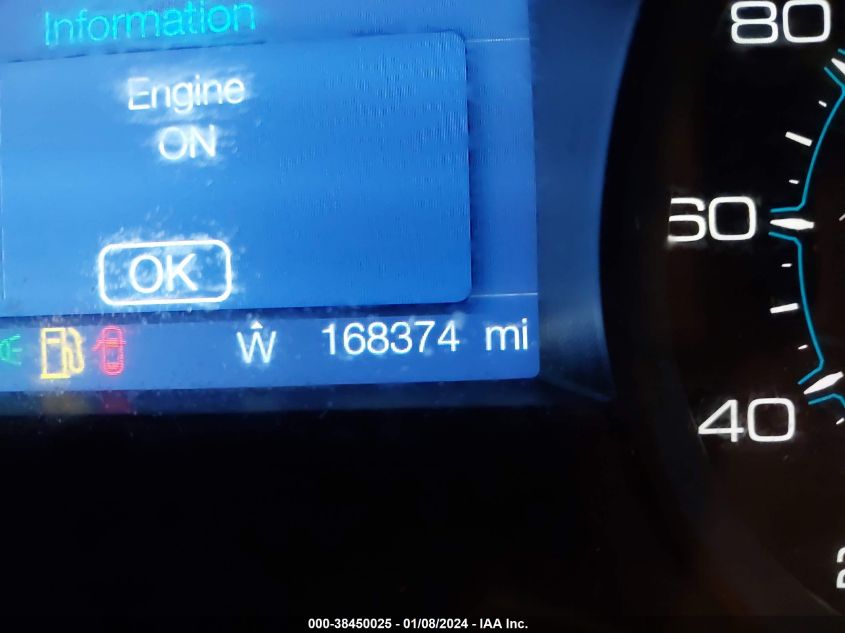 Information
Engine
ON
OK
Ŵ 168374 mi
80
60
40
000-38450025 - 01/08/2024 - IAA Inc.